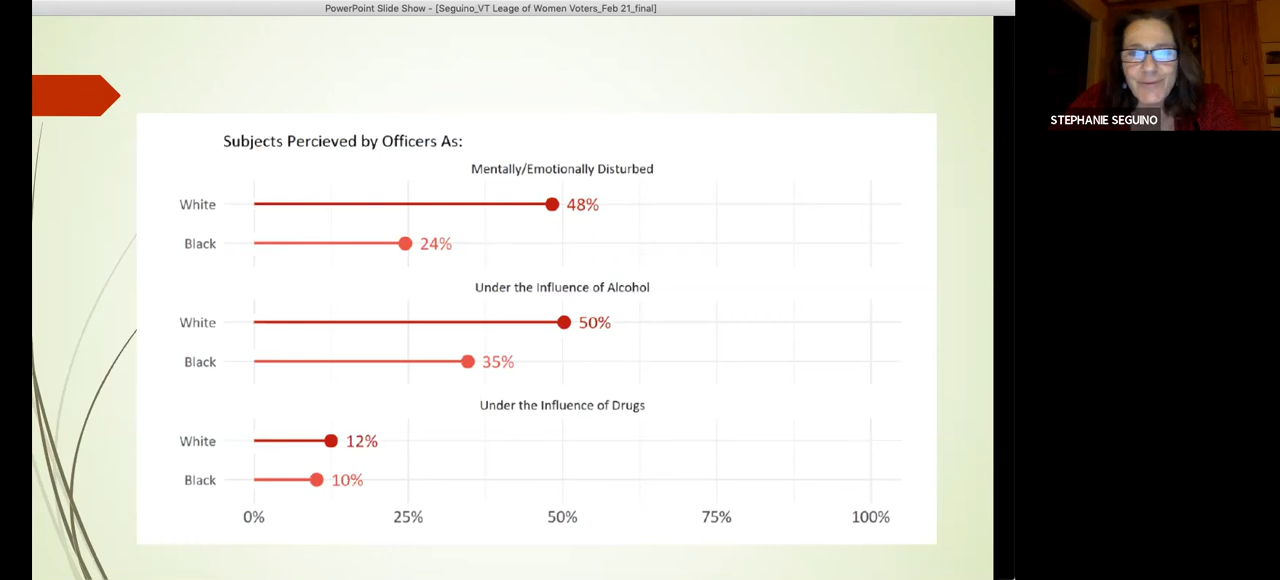 PowerPoint Slide Show - [Seguino_VT Leage of Women Voters_Feb 21_final]
STEPHANIE SEGUINO
Subjects Percieved by Officers As:
Mentally/Emotionally Disturbed
White 48%
Black 24%
Under the Influence of Alcohol
White 50%
Black 35%
Under the Influence of Drugs
White 12%
Black 10%
0% 25% 50% 75% 100%